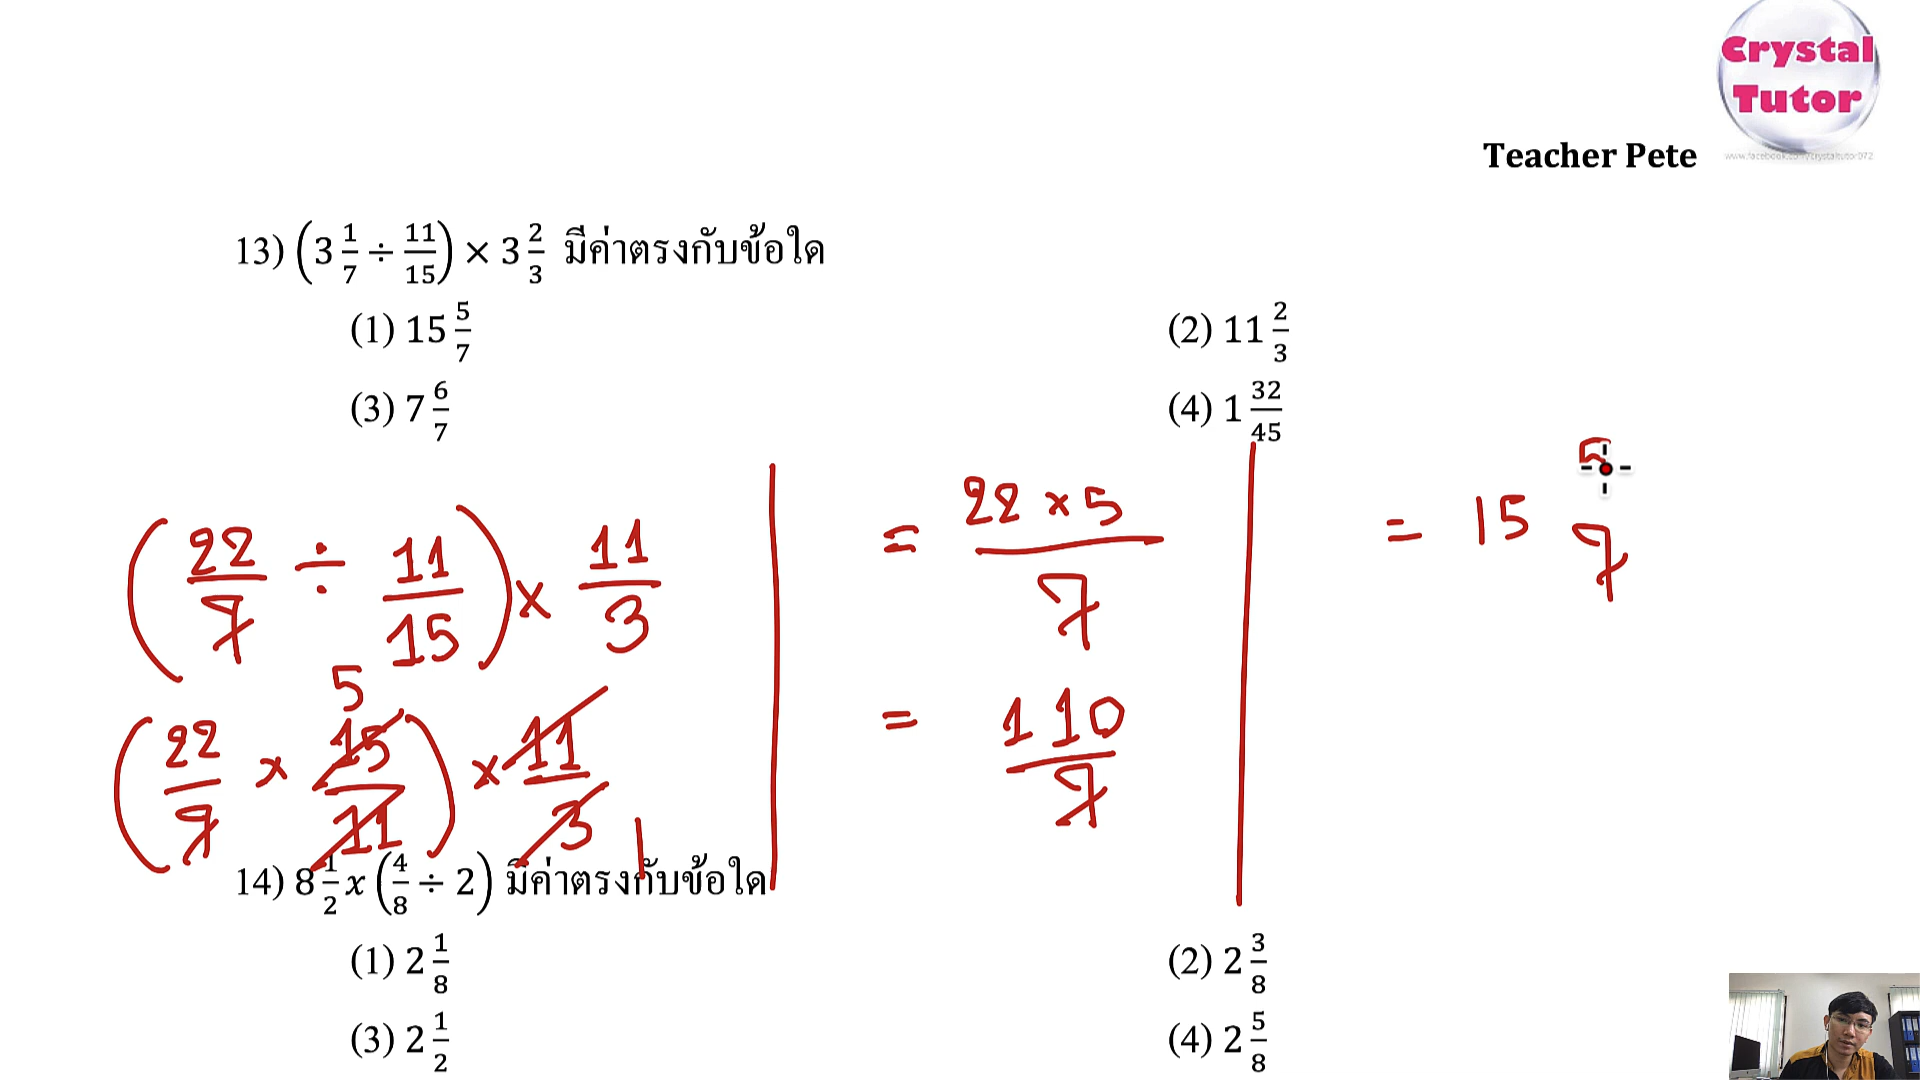 Crystal
Tutor
www.facebook.com/crystaltutor072
Teacher Pete
13) (3 1/7 ÷ 11/15) × 3 2/3 มีค่าตรงกับข้อใด
(1) 15 5/7
(2) 11 2/3
(3) 7 6/7
(4) 1 32/45
(22/7 ÷ 11/15) × 11/3
5
(22/7 × 15/11) × 11/3
1
= 22 × 5/7
= 110/7
= 15 5/7
14) 8 1/2 x (4/8 ÷ 2) มีค่าตรงกับข้อใด
(1) 2 1/8
(2) 2 3/8
(3) 2 1/2
(4) 2 5/8